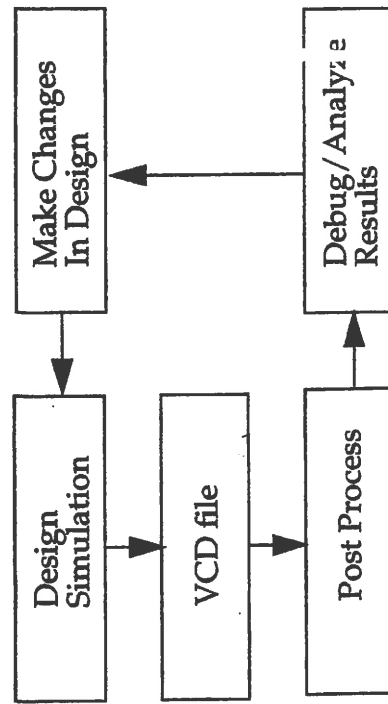 Design
Simulation
VCD file
Post Process
Debug/Analyze
Results
Make Changes
In Design